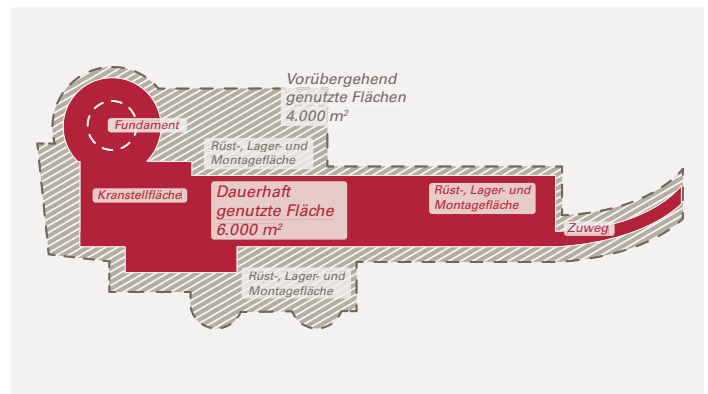 Vorübergehend
genutzte Flächen
4.000 m²
Fundament
Rüst-, Lager- und
Montagefläche
Kranstellfläche
Dauerhaft
genutzte Fläche
6.000 m²
Rüst-, Lager- und
Montagefläche
Zuweg
Rüst-, Lager- und
Montagefläche